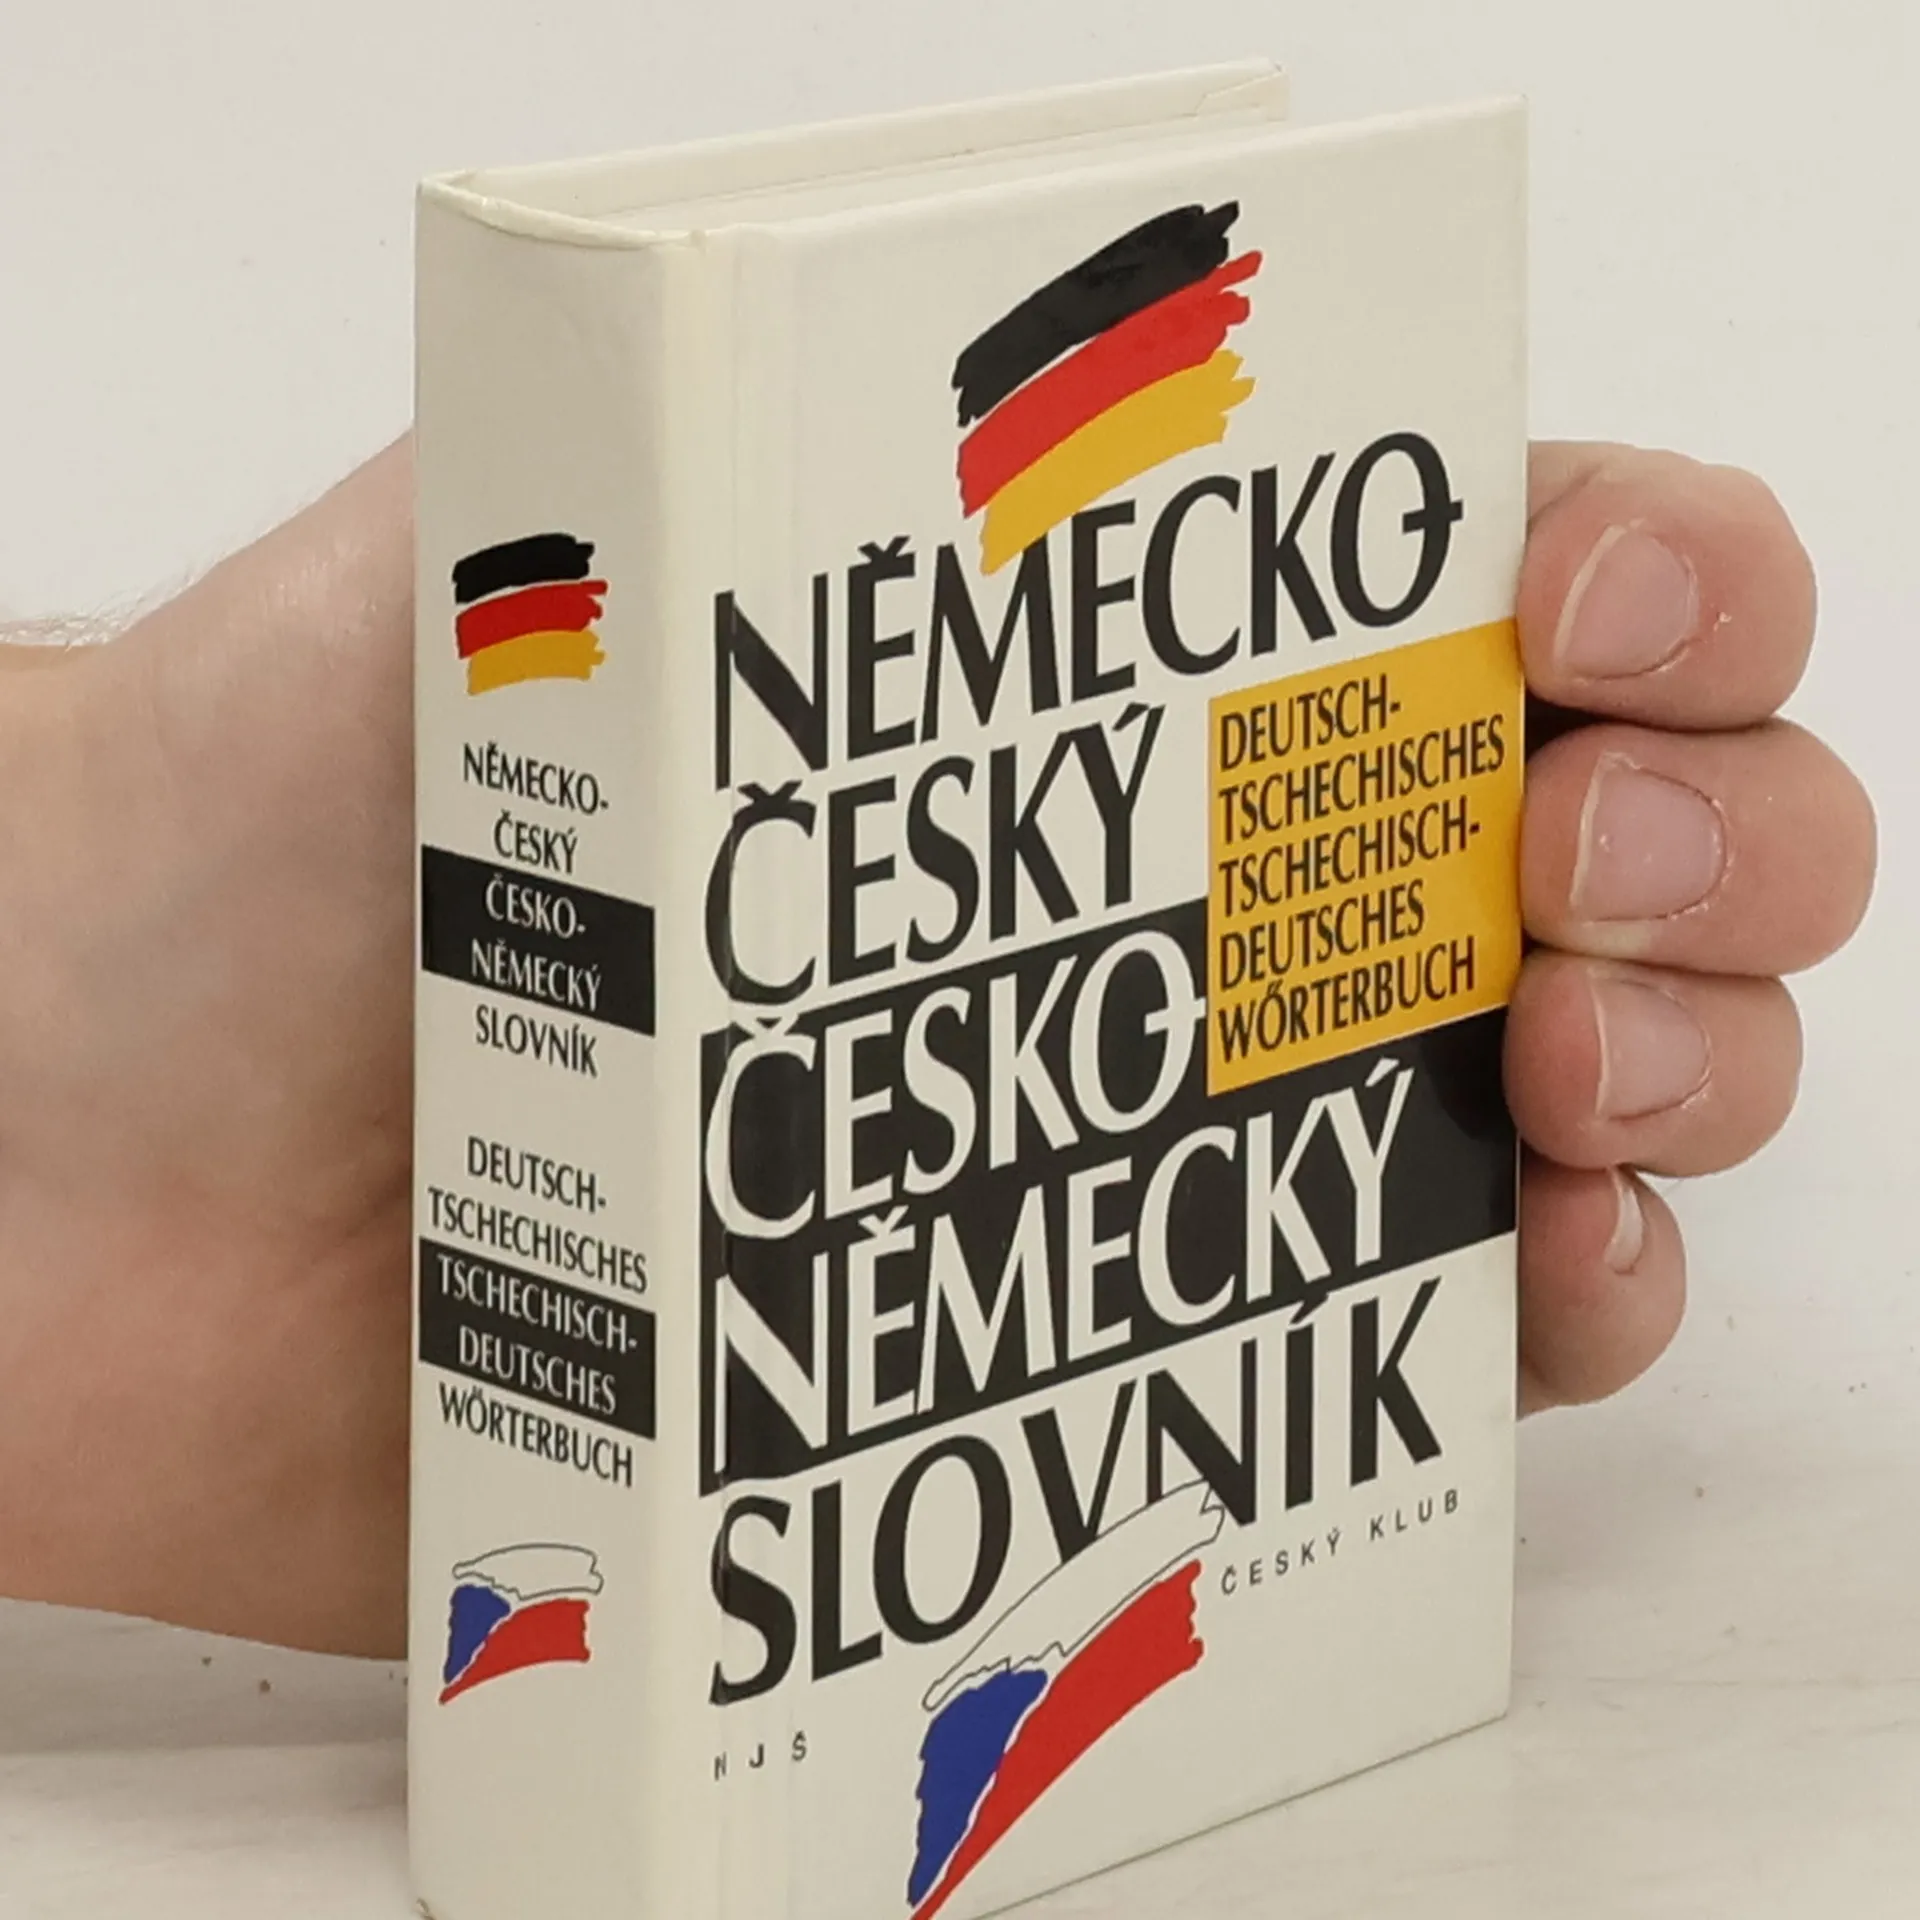 NĚMECKO-
ČESKÝ
ČESKO-
NĚMECKÝ
SLOVNÍK
DEUTSCH-
TSCHECHISCHES
TSCHECHISCH-
DEUTSCHES
WÖRTERBUCH
NĚMECKO-
ČESKÝ
ČESKO-
NĚMECKÝ
SLOVNÍK
DEUTSCH-
TSCHECHISCHES
TSCHECHISCH-
DEUTSCHES
WÖRTERBUCH
ČESKÝ KLUB
NJŠ